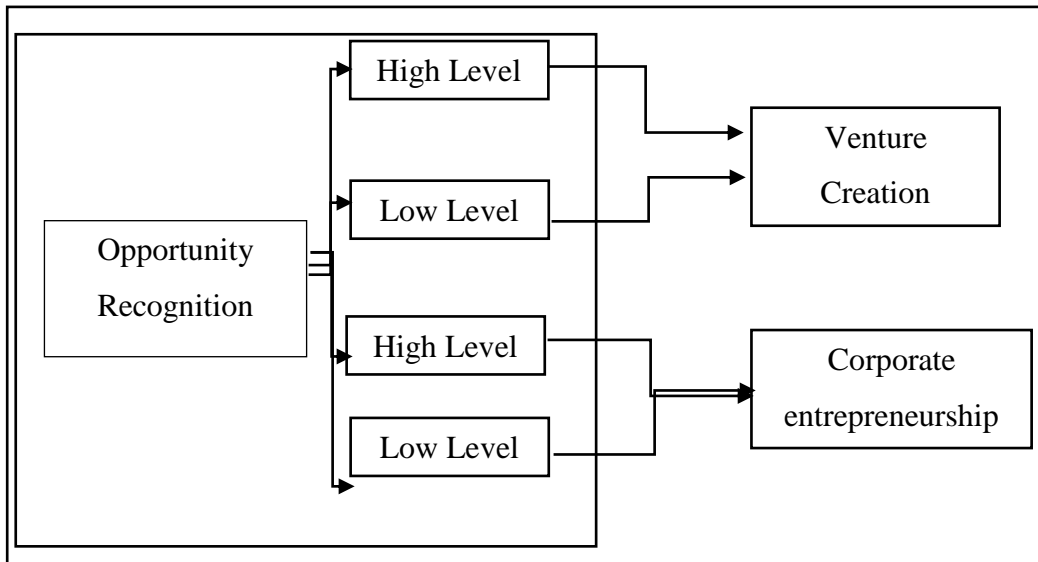 High Level
Low Level
Opportunity
Recognition
High Level
Low Level
Venture
Creation
Corporate
entrepreneurship